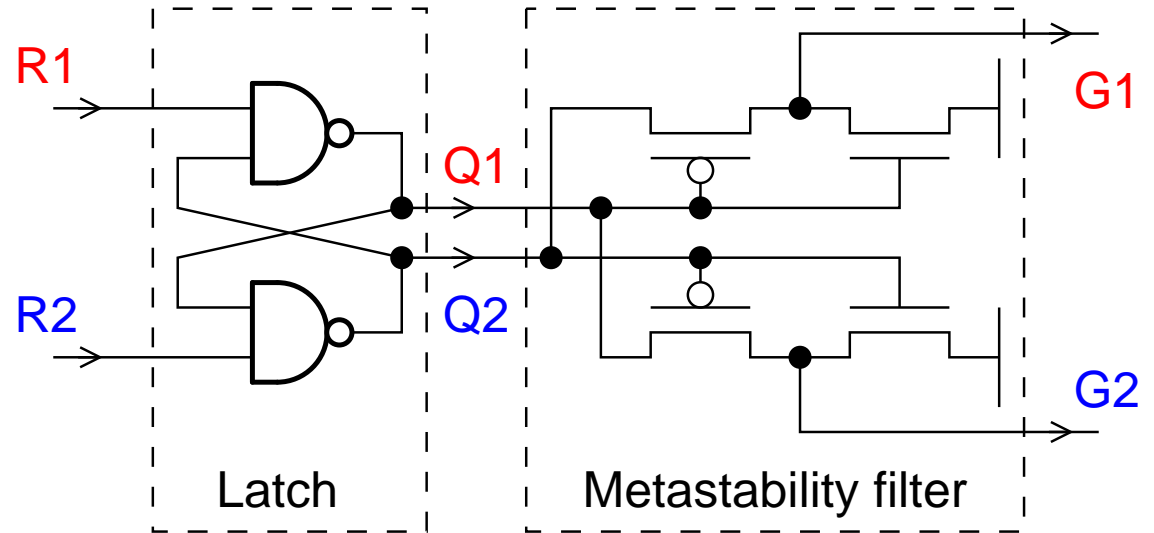 R1
G1
Q1
R2
Q2
G2
Latch
Metastability filter